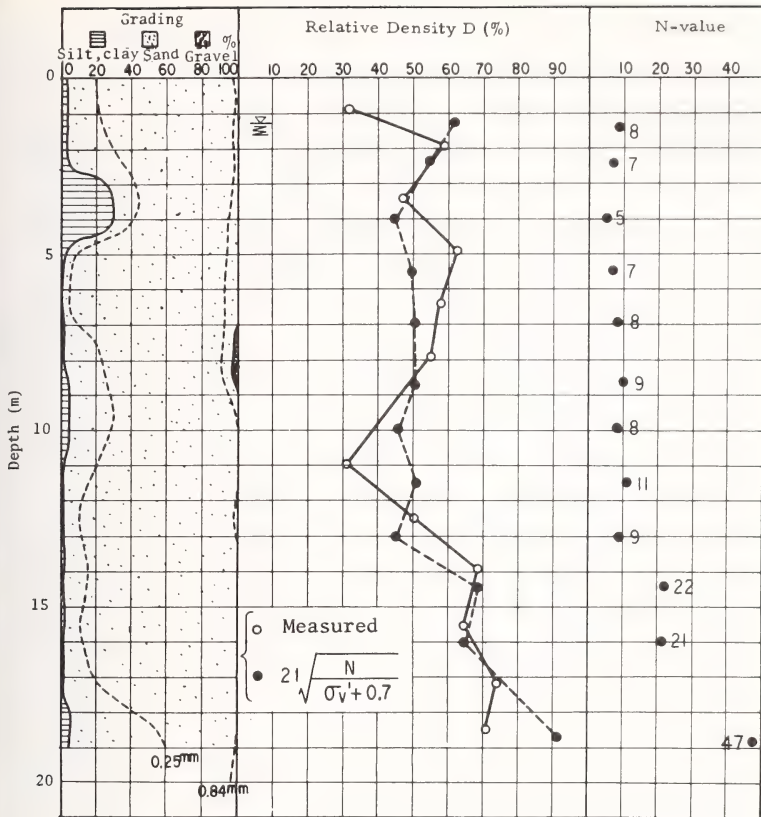 Grading
%
Silt,clay Sand Gravel
0 20 40 60 80 100
Relative Density D (%)
10 20 30 40 50 60 70 80 90
N-value
10 20 30 40
Depth (m)
0
5
10
15
20
8
7
5
7
8
9
8
11
9
22
21
47
Measured
21 √ N / σv' + 0.7
0.25mm
0.84mm